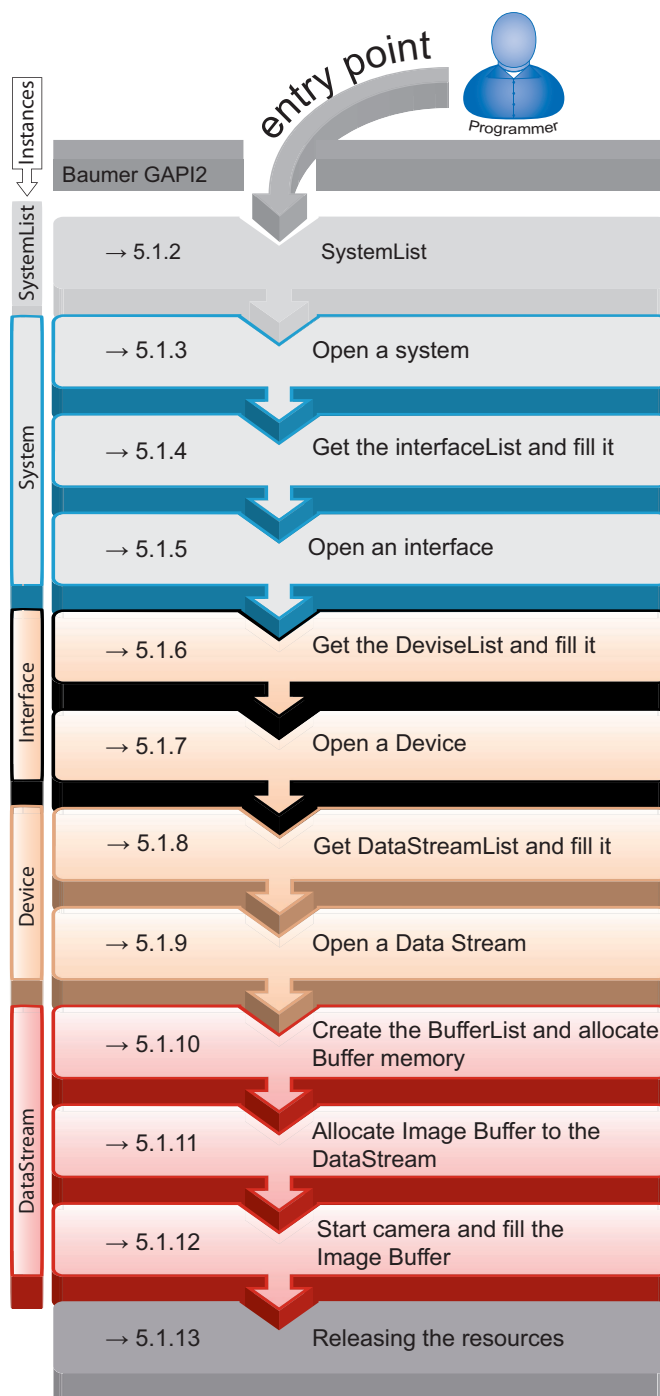 entry point
Programmer
Instances
Baumer GAPI2
SystemList
→ 5.1.2 SystemList
System
→ 5.1.3 Open a system
→ 5.1.4 Get the interfaceList and fill it
→ 5.1.5 Open an interface
Interface
→ 5.1.6 Get the DeviseList and fill it
→ 5.1.7 Open a Device
Device
→ 5.1.8 Get DataStreamList and fill it
→ 5.1.9 Open a Data Stream
DataStream
→ 5.1.10 Create the BufferList and allocate
Buffer memory
→ 5.1.11 Allocate Image Buffer to the
DataStream
→ 5.1.12 Start camera and fill the
Image Buffer
→ 5.1.13 Releasing the resources